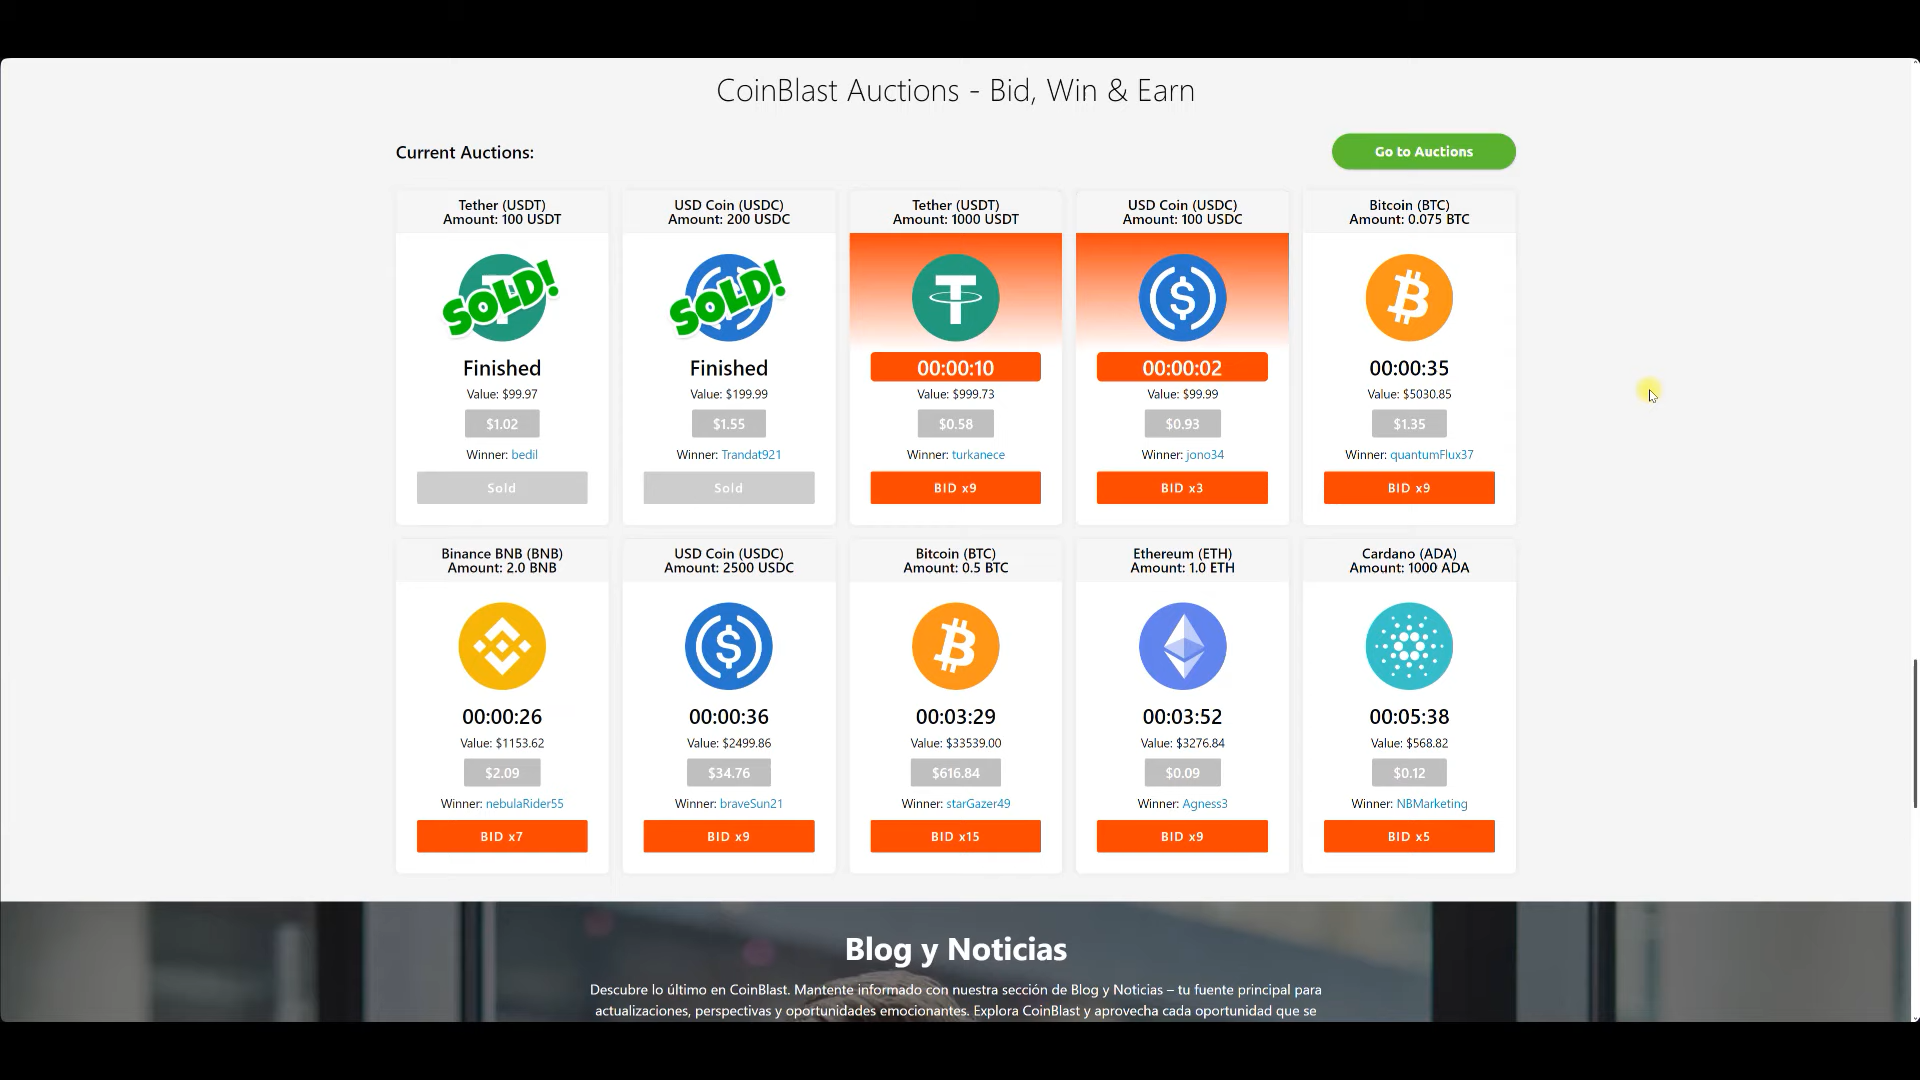 CoinBlast Auctions - Bid, Win & Earn
Current Auctions:
Go to Auctions
Tether (USDT)
Amount: 100 USDT
SOLD!
Finished
Value: $99.97
$1.02
Winner: bedil
Sold
USD Coin (USDC)
Amount: 200 USDC
SOLD!
Finished
Value: $199.99
$1.55
Winner: Trandat921
Sold
Tether (USDT)
Amount: 1000 USDT
00:00:10
Value: $999.73
$0.58
Winner: turkanece
BID x9
USD Coin (USDC)
Amount: 100 USDC
00:00:02
Value: $99.99
$0.93
Winner: jono34
BID x3
Bitcoin (BTC)
Amount: 0.075 BTC
00:00:35
Value: $5030.85
$1.35
Winner: quantumFlux37
BID x9
Binance BNB (BNB)
Amount: 2.0 BNB
00:00:26
Value: $1153.62
$2.09
Winner: nebulaRider55
BID x7
USD Coin (USDC)
Amount: 2500 USDC
00:00:36
Value: $2499.86
$34.76
Winner: braveSun21
BID x9
Bitcoin (BTC)
Amount: 0.5 BTC
00:03:29
Value: $33539.00
$616.84
Winner: starGazer49
BID x15
Ethereum (ETH)
Amount: 1.0 ETH
00:03:52
Value: $3276.84
$0.09
Winner: Agness3
BID x9
Cardano (ADA)
Amount: 1000 ADA
00:05:38
Value: $568.82
$0.12
Winner: NBMarketing
BID x5
Blog y Noticias
Descubre lo último en CoinBlast. Mantente informado con nuestra sección de Blog y Noticias – tu fuente principal para
actualizaciones, perspectivas y oportunidades emocionantes. Explora CoinBlast y aprovecha cada oportunidad que se